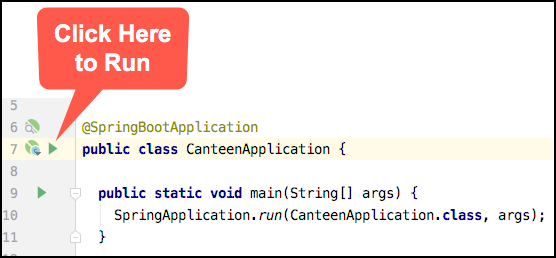 Click Here
to Run
5
6 @SpringBootApplication
7 public class CanteenApplication {
8
9 public static void main(String[] args) {
10 SpringApplication.run(CanteenApplication.class, args);
11 }
12